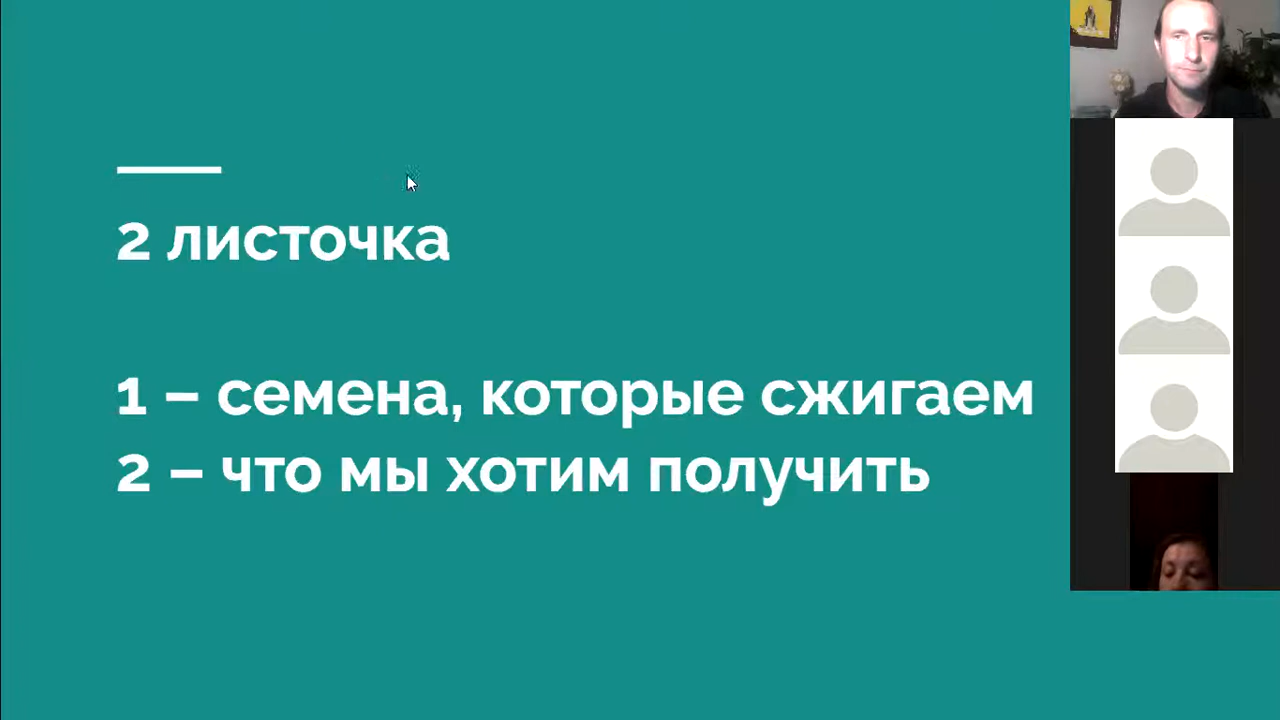 2 листочка
1 – семена, которые сжигаем
2 – что мы хотим получить